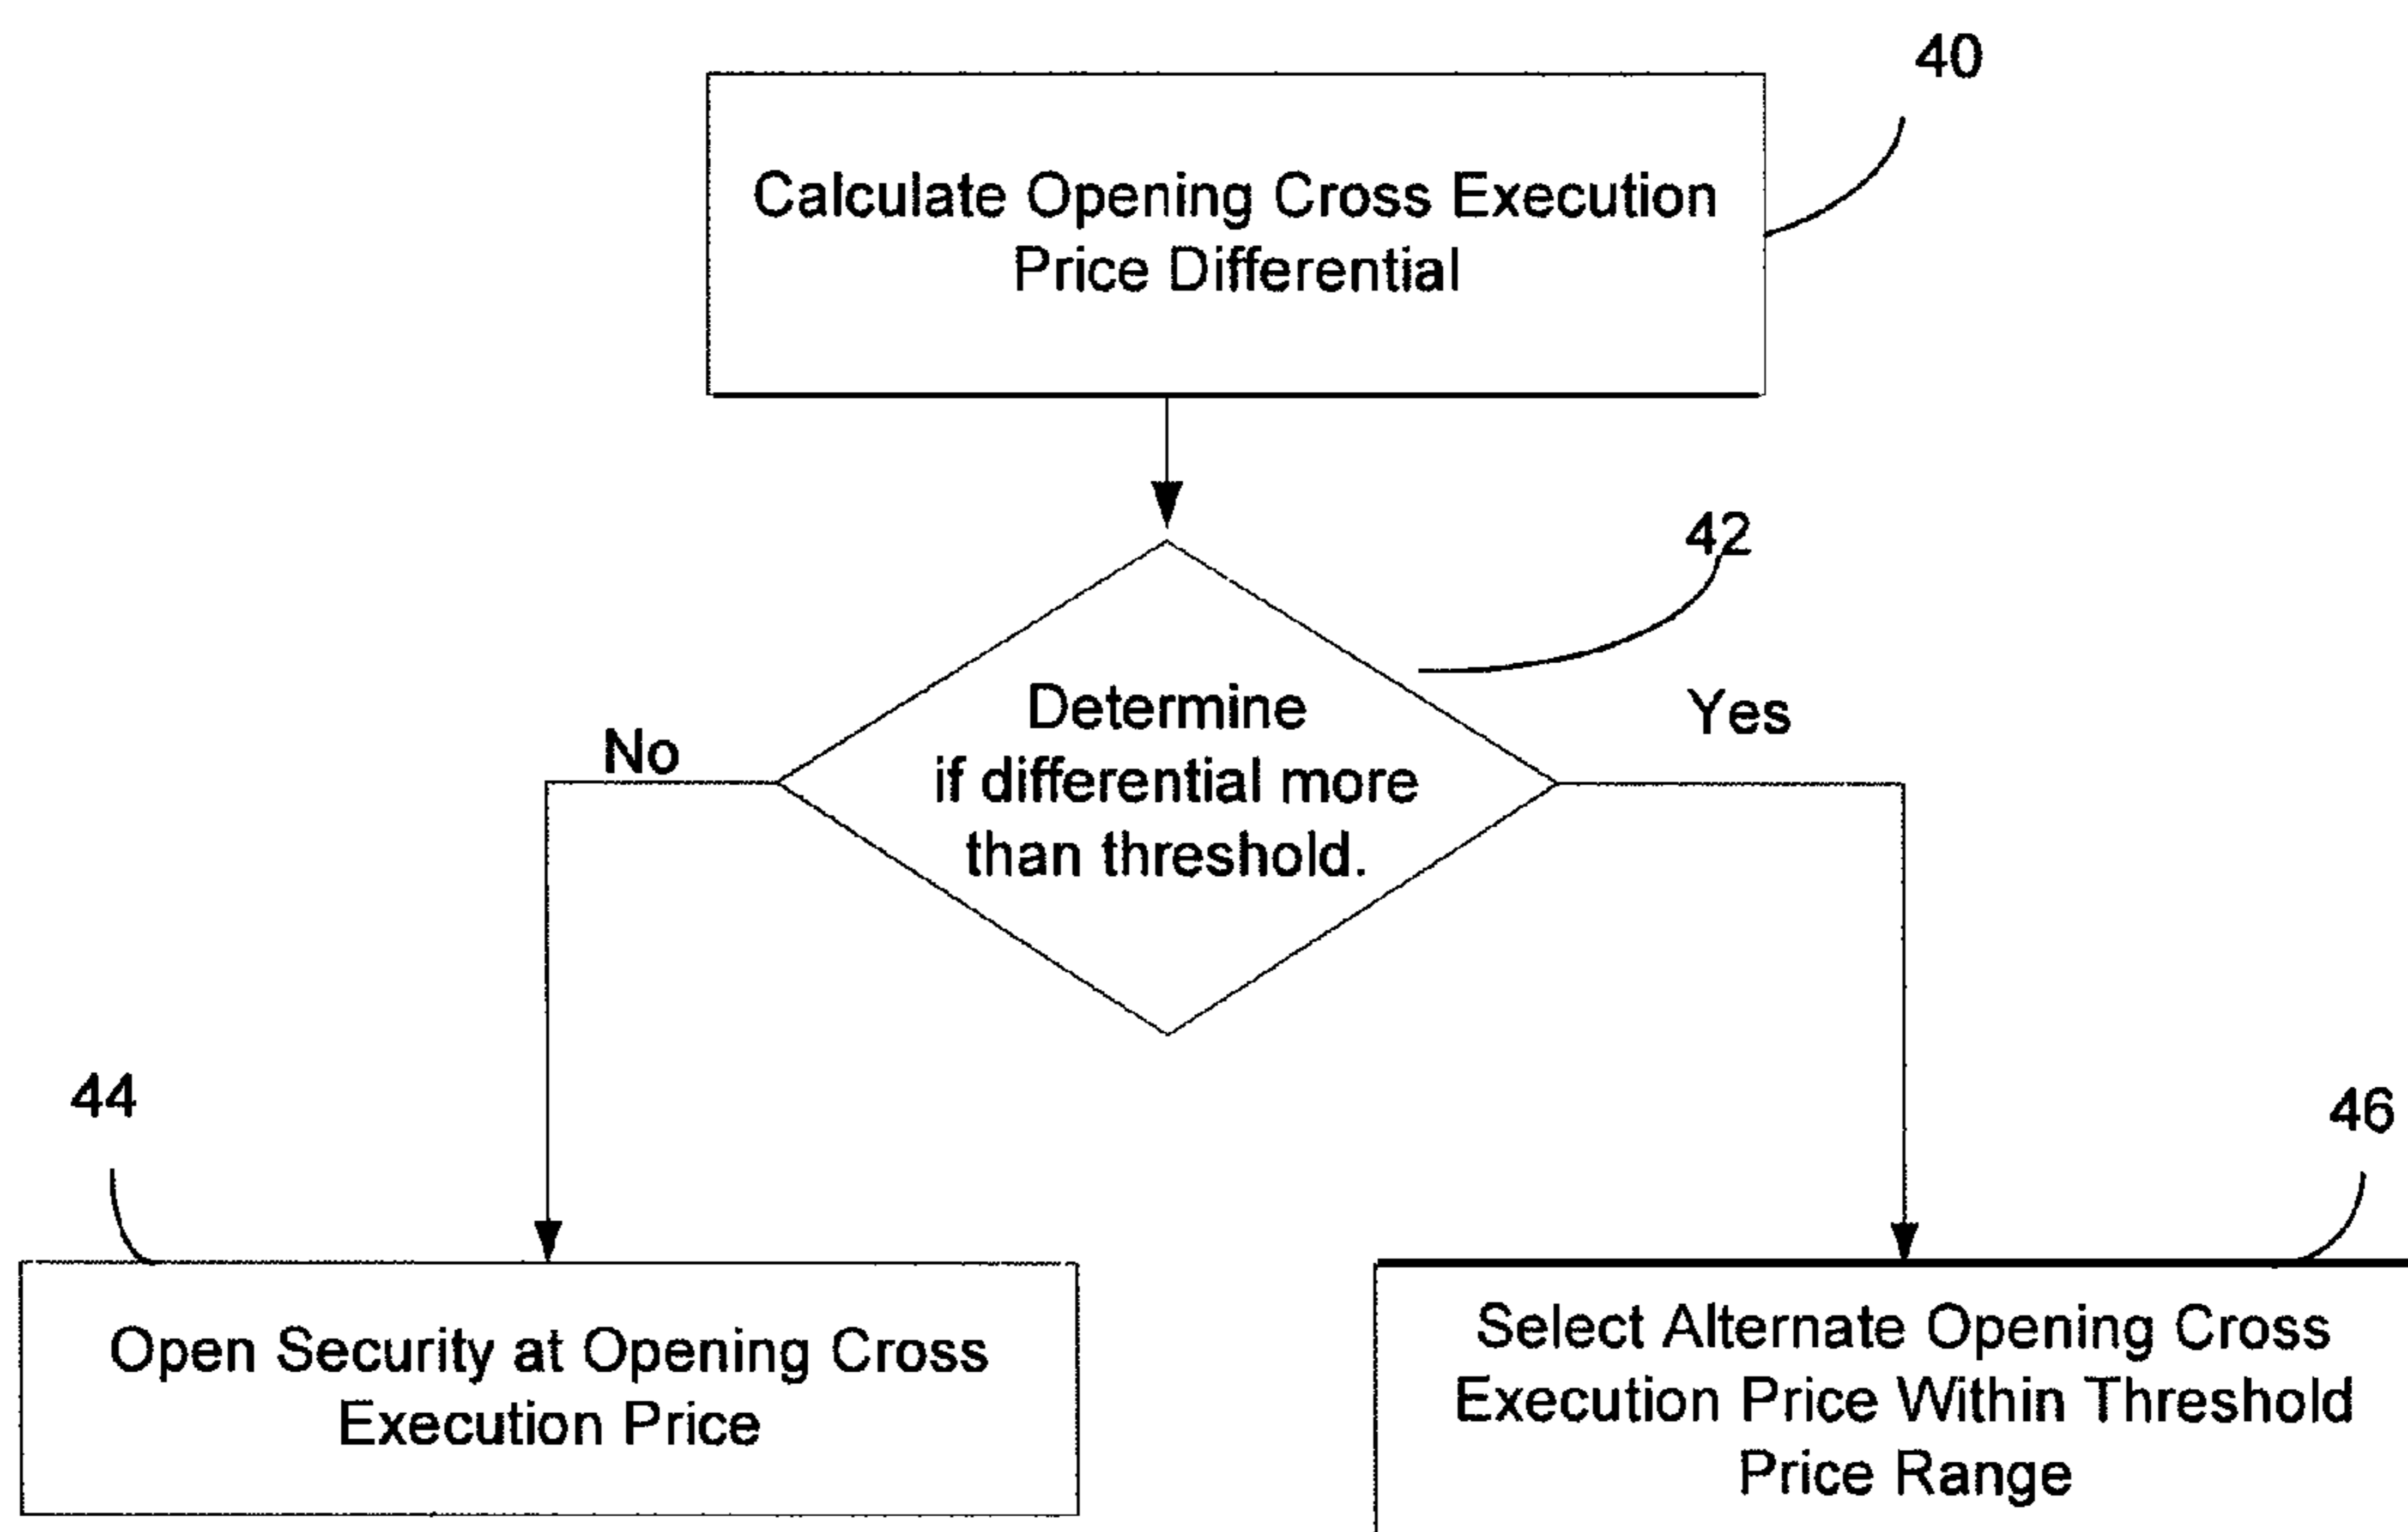 40
Calculate Opening Cross Execution
Price Differential
42
Determine
if differential more
than threshold.
No
Yes
44
46
Open Security at Opening Cross
Execution Price
Select Alternate Opening Cross
Execution Price Within Threshold
Price Range